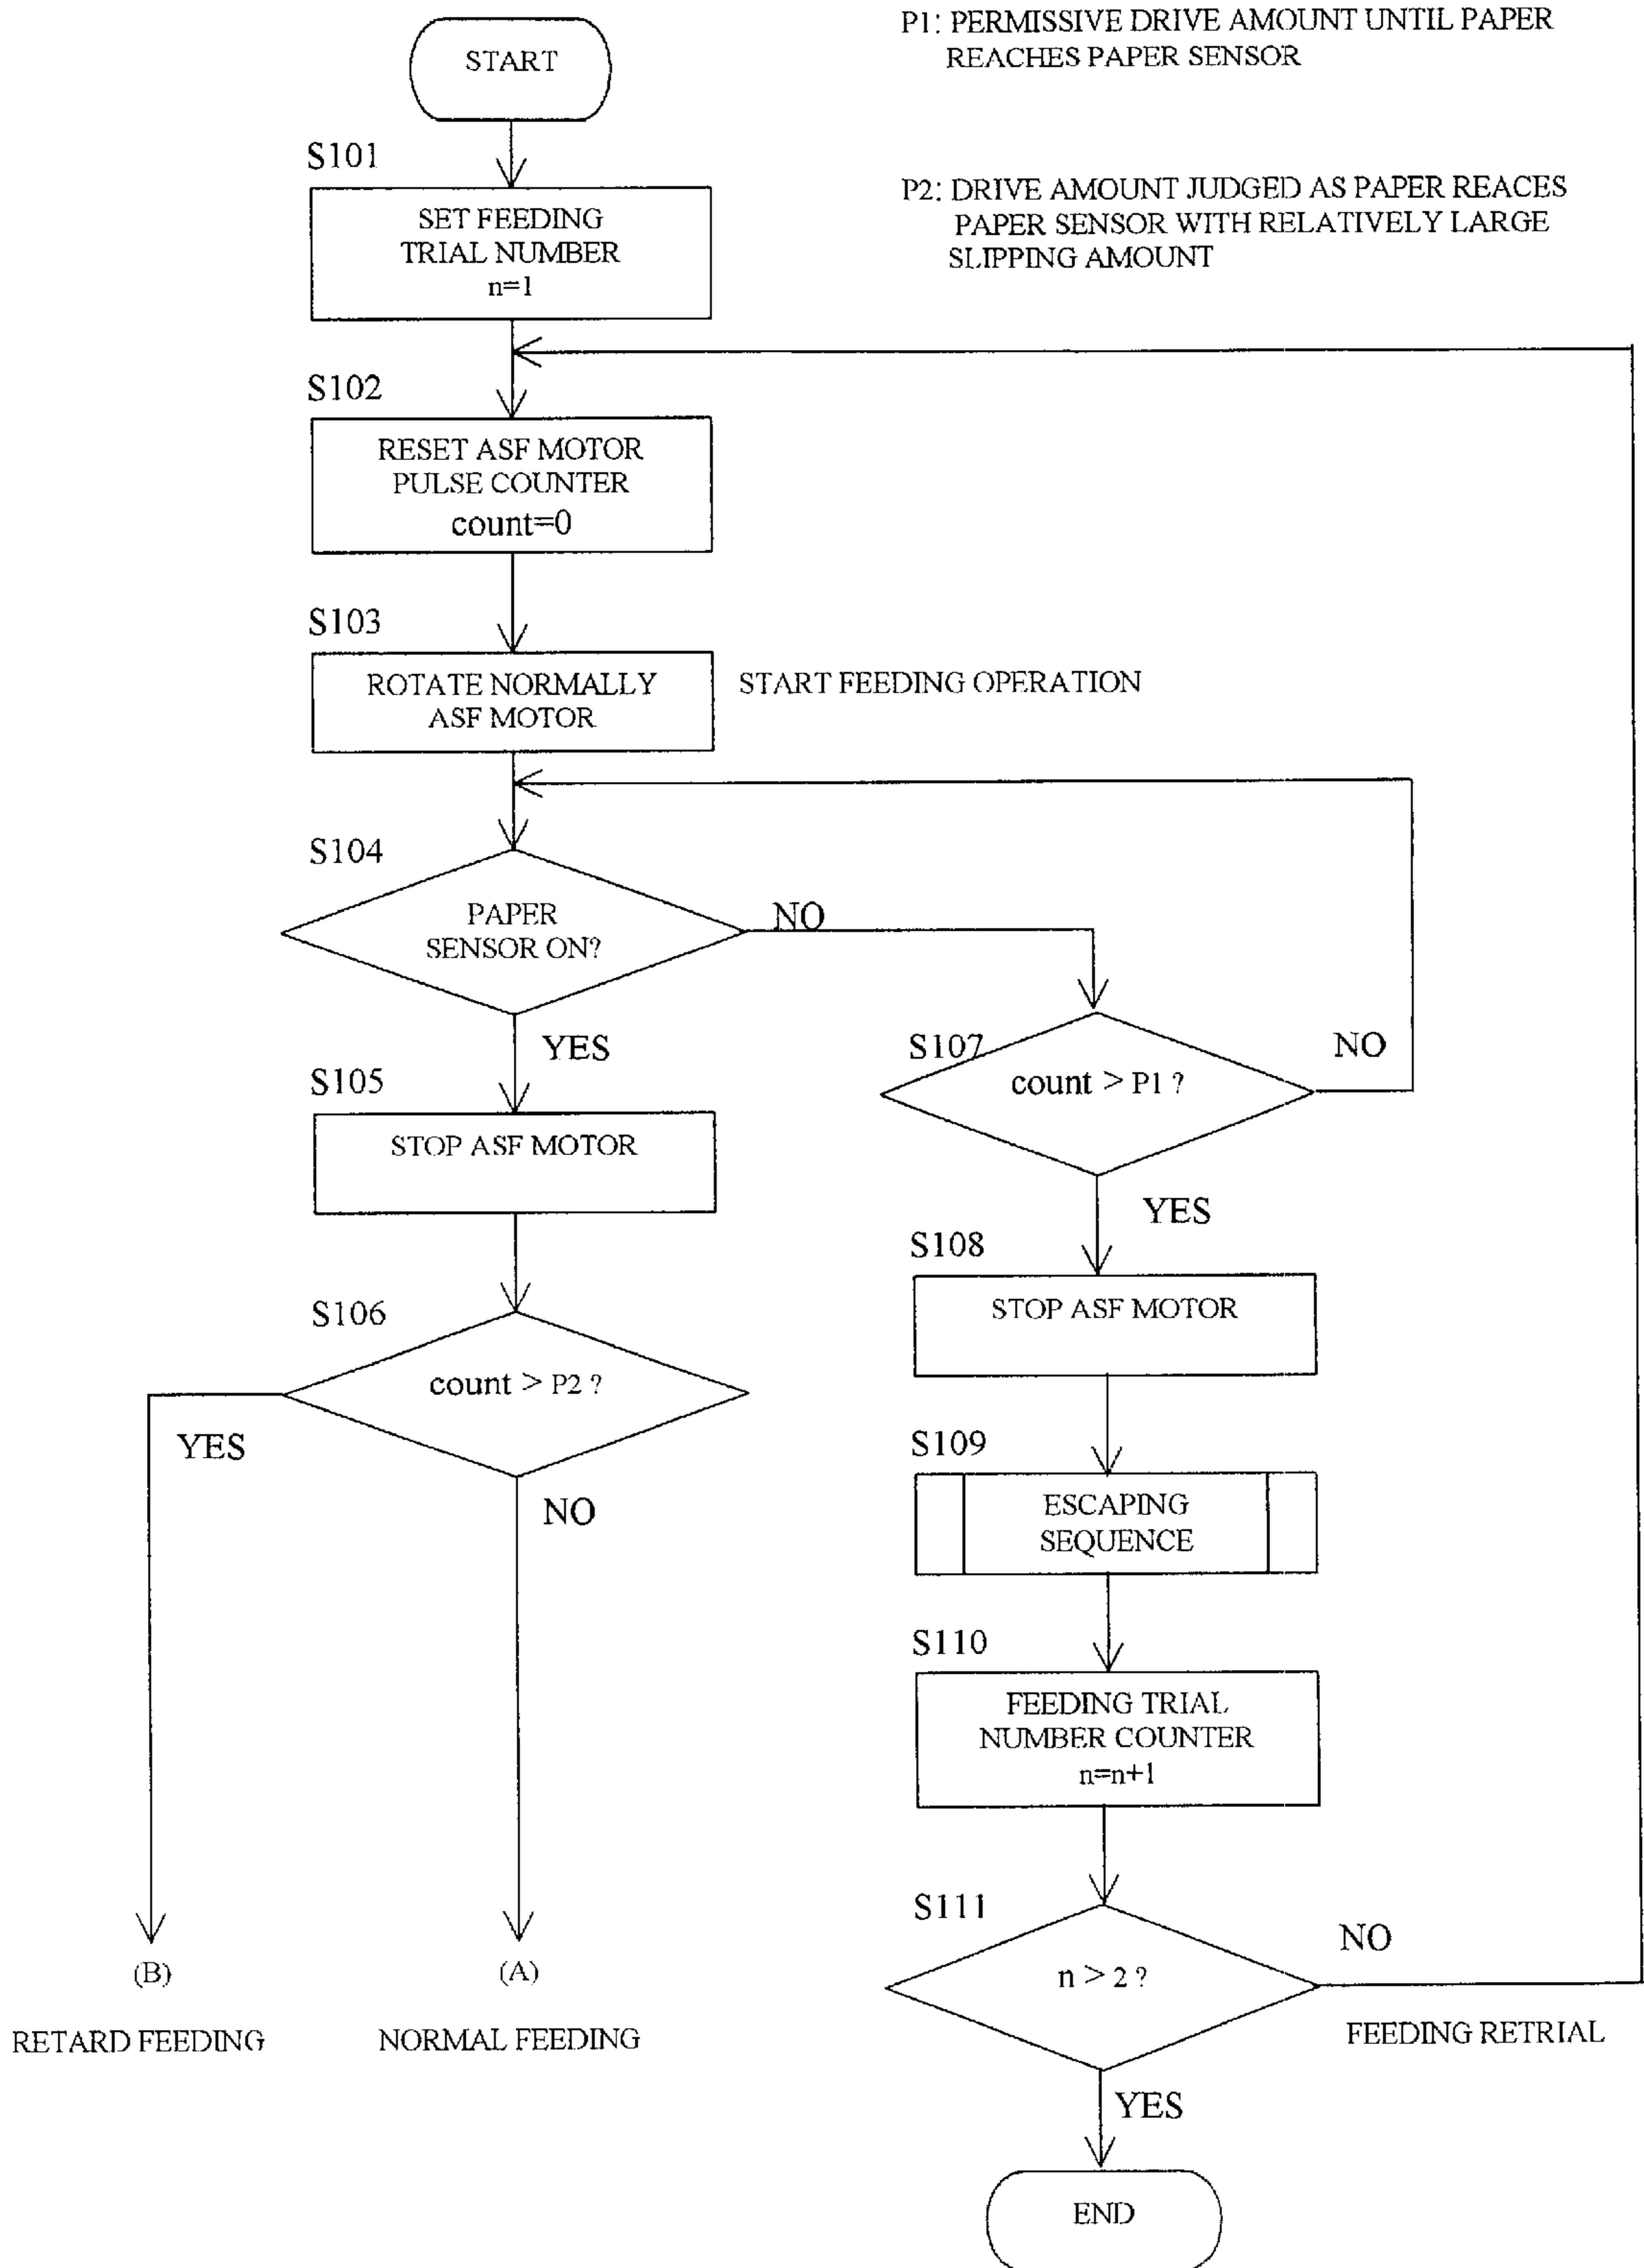 P1: PERMISSIVE DRIVE AMOUNT UNTIL PAPER
REACHES PAPER SENSOR
START
P2: DRIVE AMOUNT JUDGED AS PAPER REACES
PAPER SENSOR WITH RELATIVELY LARGE
SLIPPING AMOUNT
S101
SET FEEDING
TRIAL NUMBER
n=1
S102
RESET ASF MOTOR
PULSE COUNTER
count=0
S103
ROTATE NORMALLY
ASF MOTOR
START FEEDING OPERATION
S104
PAPER
SENSOR ON?
NO
YES
S105
STOP ASF MOTOR
S106
count > P2 ?
YES
NO
S107
count > P1 ?
NO
YES
S108
STOP ASF MOTOR
S109
ESCAPING
SEQUENCE
S110
FEEDING TRIAL
NUMBER COUNTER
n=n+1
S111
n > 2 ?
NO
FEEDING RETRIAL
YES
(B)
RETARD FEEDING
(A)
NORMAL FEEDING
END